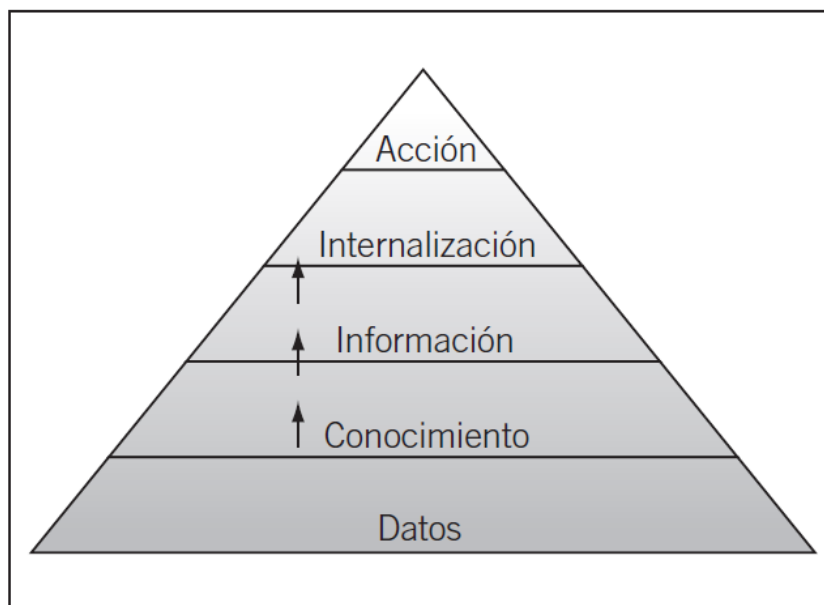 Acción
Internalización
Información
Conocimiento
Datos